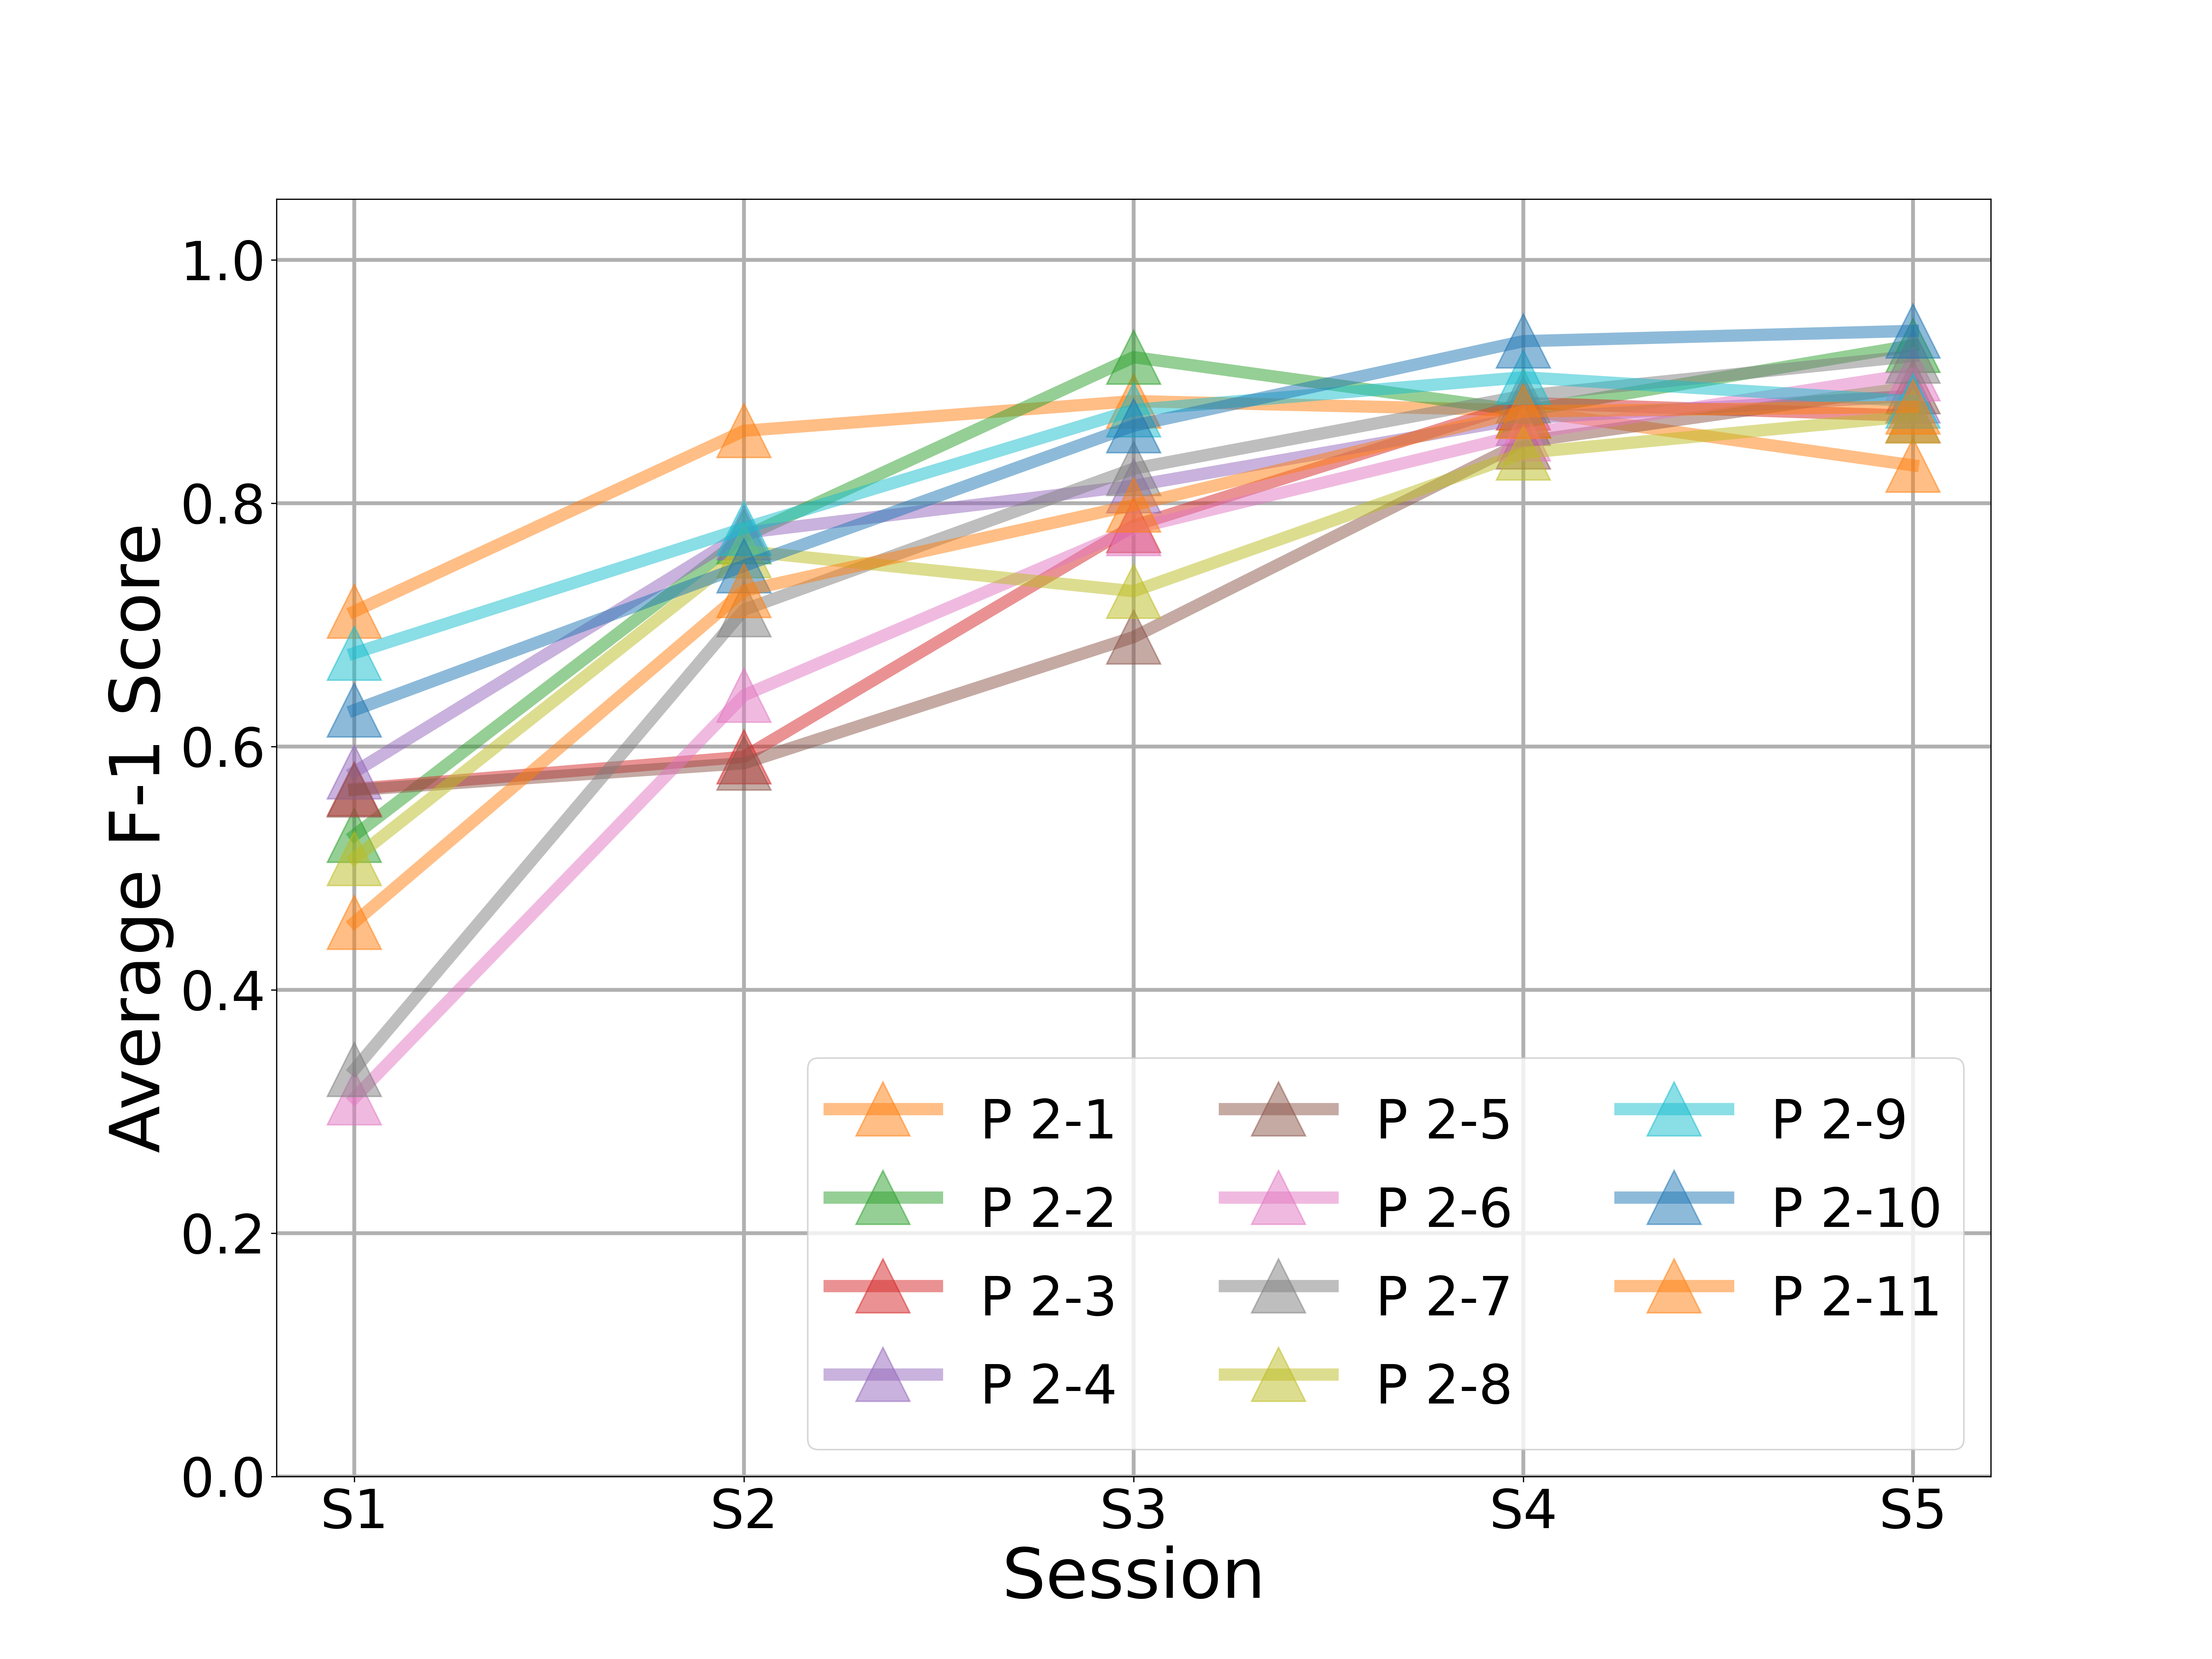 Average F-1 Score
1.0
0.8
0.6
0.4
0.2
0.0
P 2-1
P 2-2
P 2-3
P 2-4
P 2-5
P 2-6
P 2-7
P 2-8
P 2-9
P 2-10
P 2-11
S1 S2 S3 S4 S5
Session